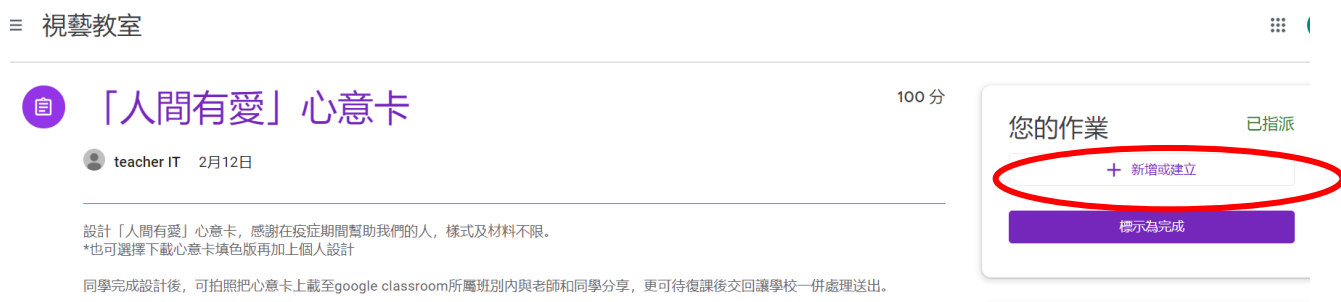 視藝教室
「人間有愛」心意卡
100 分
teacher IT 2月12日
設計「人間有愛」心意卡，感謝在疫症期間幫助我們的人，樣式及材料不限。
*也可選擇下載心意卡填色版再加上個人設計
同學完成設計後，可拍照把心意卡上載至google classroom所屬班別內與老師和同學分享，更可待復課後交回讓學校一併處理送出。
您的作業
已指派
+ 新增或建立
標示為完成